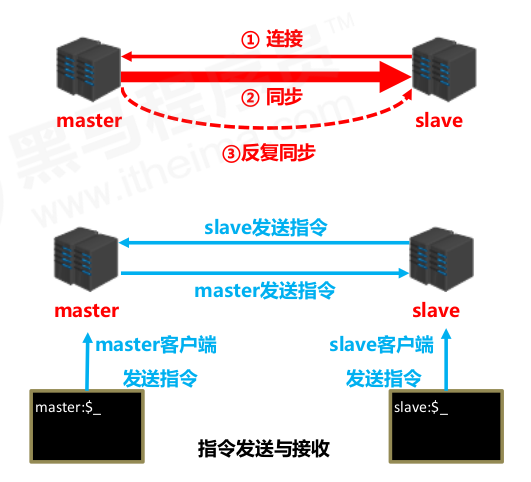 ① 连接
② 同步
master
slave
③反复同步
黑马程序员™
www.itheima.com
slave发送指令
master发送指令
master
slave
master客户端
发送指令
slave客户端
发送指令
master:$_
slave:$_
指令发送与接收